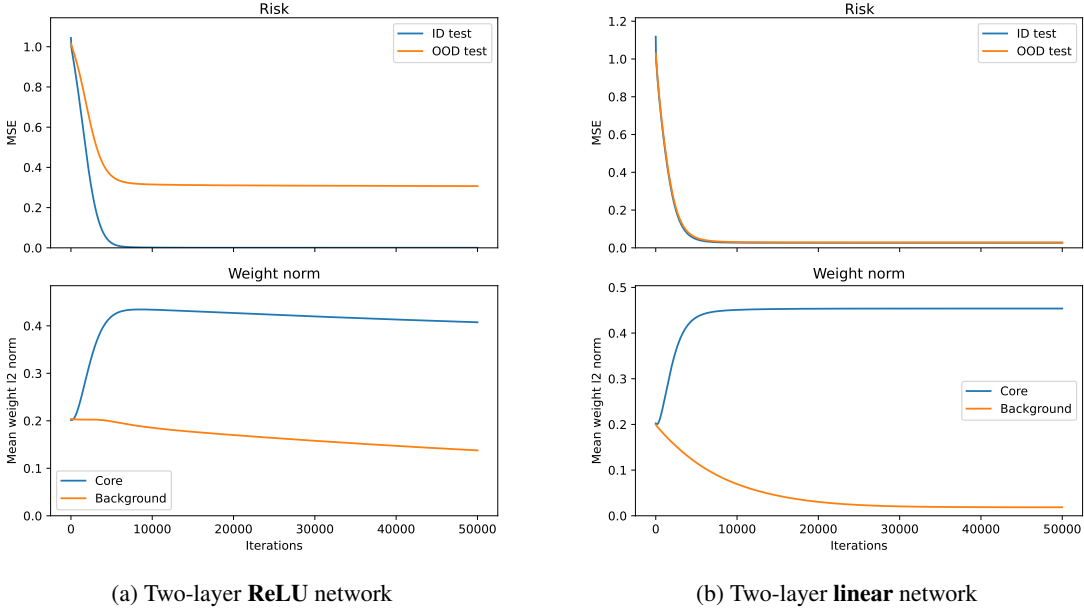 Risk
MSE
1.0
0.8
0.6
0.4
0.2
0.0
ID test
OOD test
Weight norm
Mean weight l2 norm
0.4
0.3
0.2
0.1
0.0
Core
Background
0 10000 20000 30000 40000 50000
Iterations
(a) Two-layer ReLU network
Risk
MSE
1.2
1.0
0.8
0.6
0.4
0.2
0.0
ID test
OOD test
Weight norm
Mean weight l2 norm
0.5
0.4
0.3
0.2
0.1
0.0
Core
Background
0 10000 20000 30000 40000 50000
Iterations
(b) Two-layer linear network